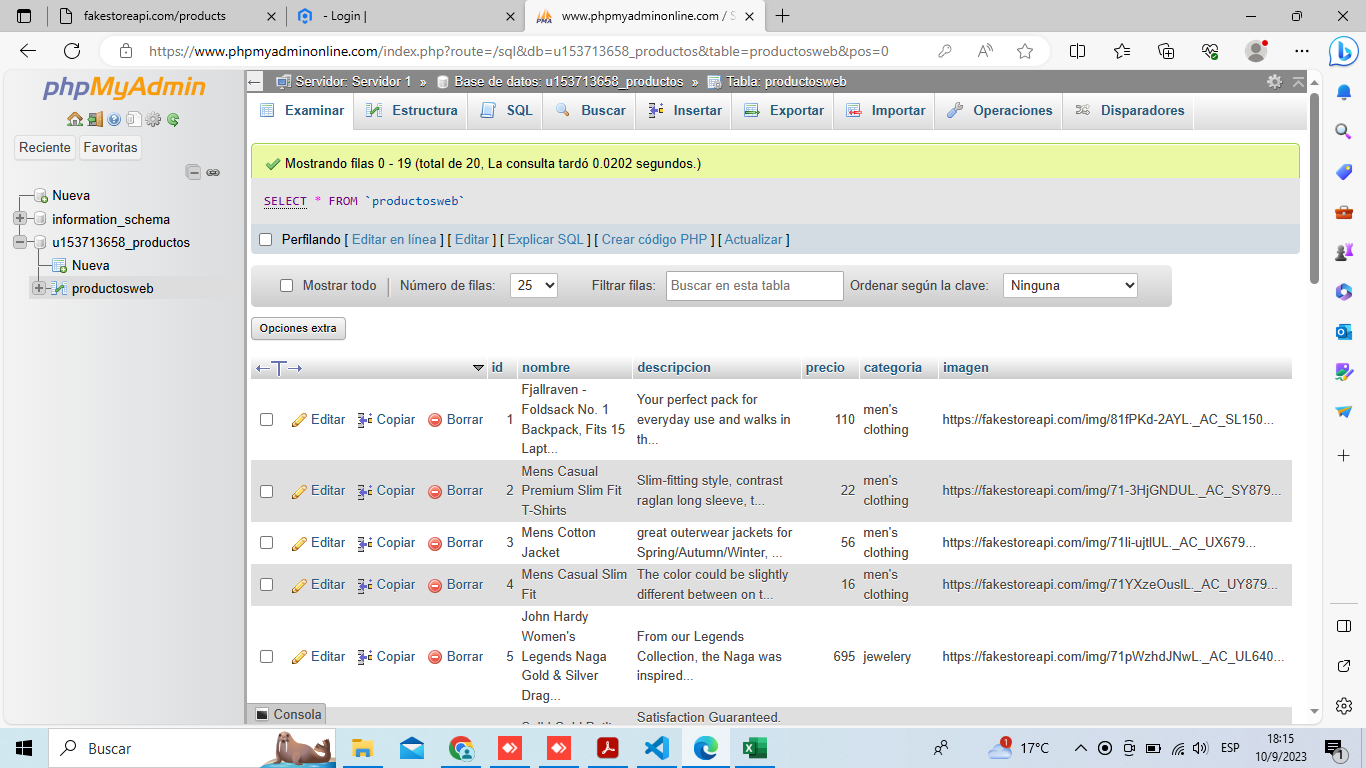 fakestoreapi.com/products
- Login |
www.phpmyadminonline.com / S
https://www.phpmyadminonline.com/index.php?route=/sql&db=u153713658_productos&table=productosweb&pos=0
phpMyAdmin
Reciente Favoritas
Nueva
information_schema
u153713658_productos
Nueva
productosweb
Servidor: Servidor 1 » Base de datos: u153713658_productos » Tabla: productosweb
Examinar Estructura SQL Buscar Insertar Exportar Importar Operaciones Disparadores
Mostrando filas 0 - 19 (total de 20, La consulta tardó 0.0202 segundos.)
SELECT * FROM `productosweb`
Perfilando [ Editar en línea ] [ Editar ] [ Explicar SQL ] [ Crear código PHP ] [ Actualizar ]
Mostrar todo Número de filas: 25 Filtrar filas: Buscar en esta tabla Ordenar según la clave: Ninguna
Opciones extra
id nombre descripcion precio categoria imagen
Editar Copiar Borrar 1
Fjallraven -
Foldsack No. 1
Backpack, Fits 15
Lapt...
Your perfect pack for
everyday use and walks in
th...
110
men's
clothing
https://fakestoreapi.com/img/81fPKd-2AYL._AC_SL150...
Editar Copiar Borrar 2
Mens Casual
Premium Slim Fit
T-Shirts
Slim-fitting style, contrast
raglan long sleeve, t...
22
men's
clothing
https://fakestoreapi.com/img/71-3HjGNDUL._AC_SY879...
Editar Copiar Borrar 3
Mens Cotton
Jacket
great outerwear jackets for
Spring/Autumn/Winter, ...
56
men's
clothing
https://fakestoreapi.com/img/71li-ujtlUL._AC_UX679...
Editar Copiar Borrar 4
Mens Casual Slim
Fit
The color could be slightly
different between on t...
16
men's
clothing
https://fakestoreapi.com/img/71YXzeOuslL._AC_UY879...
Editar Copiar Borrar 5
John Hardy
Women's
Legends Naga
Gold & Silver
Drag...
From our Legends
Collection, the Naga was
inspired...
695
jewelery
https://fakestoreapi.com/img/71pWzhdJNwL._AC_UL640...
Satisfaction Guaranteed.
Consola
Buscar
1
17°C
ESP
18:15
10/9/2023
1